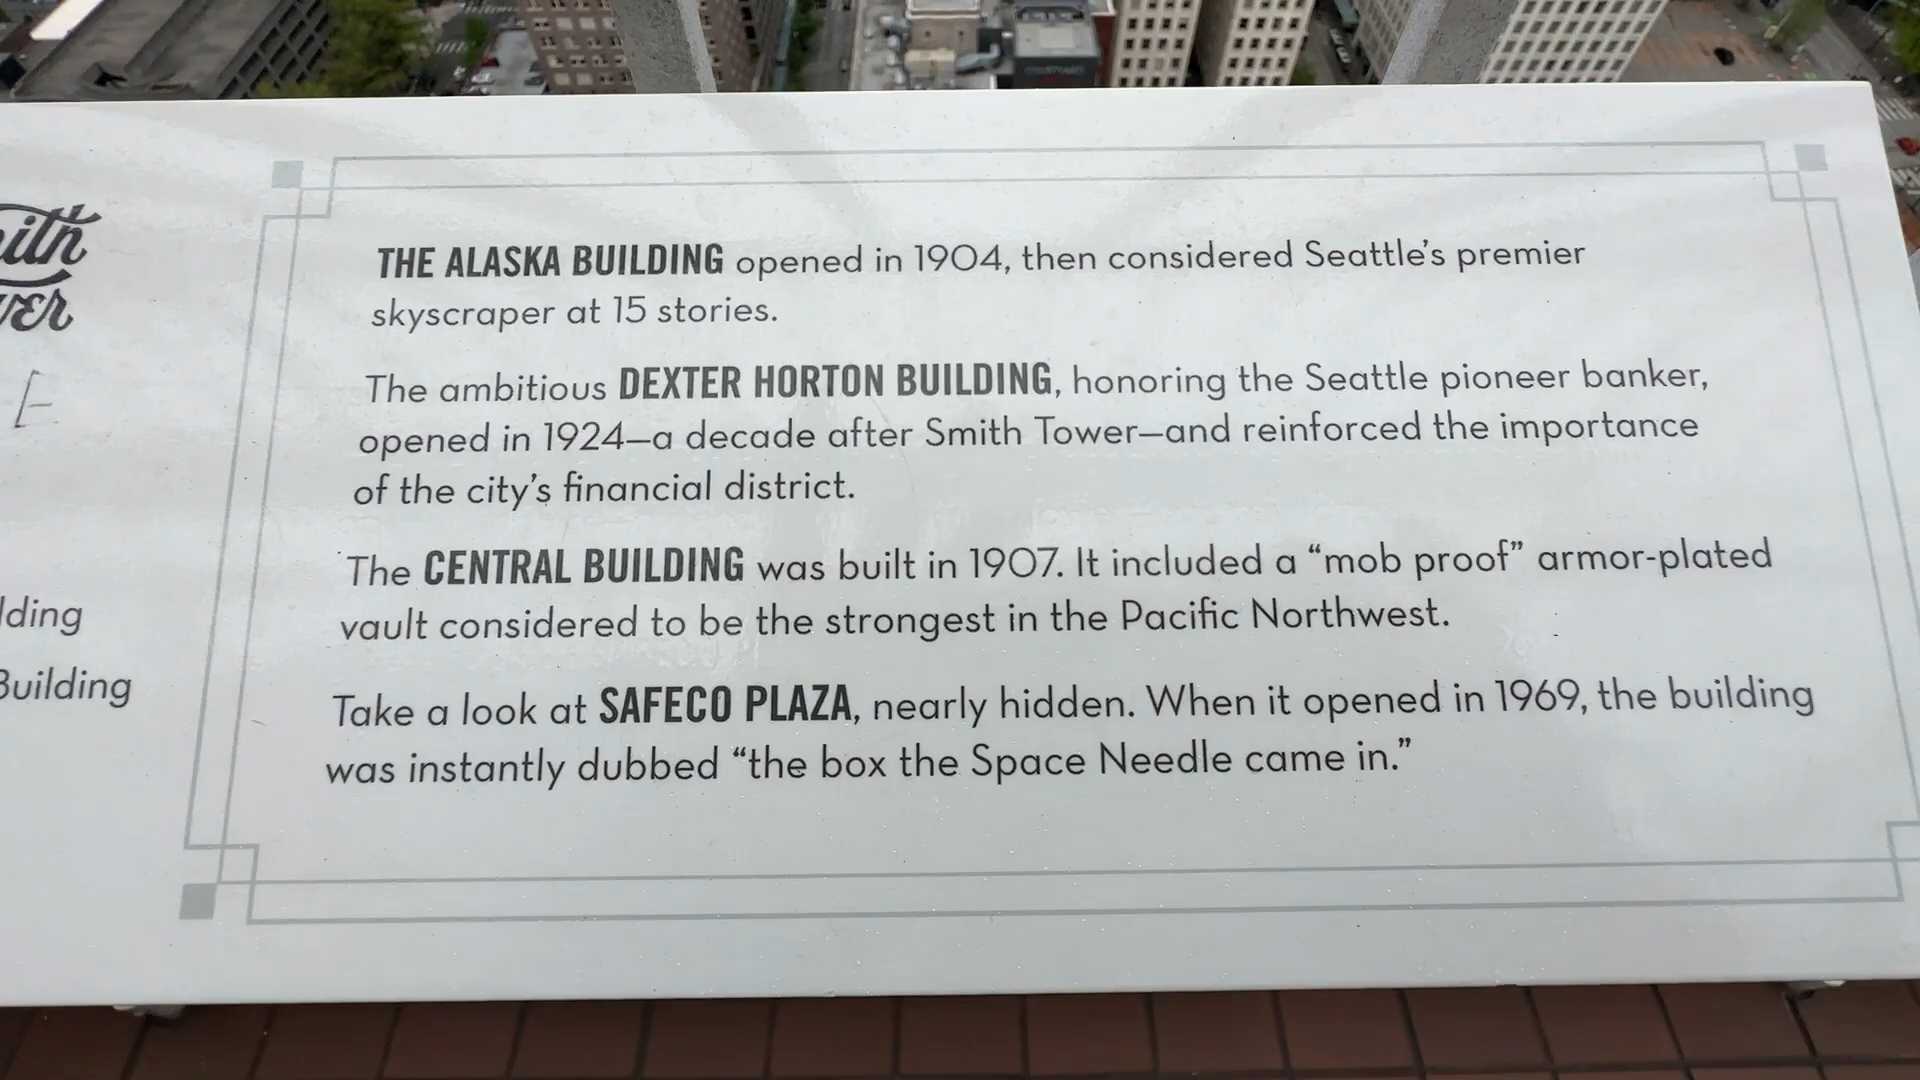 THE ALASKA BUILDING opened in 1904, then considered Seattle's premier
skyscraper at 15 stories.
The ambitious DEXTER HORTON BUILDING, honoring the Seattle pioneer banker,
opened in 1924—a decade after Smith Tower—and reinforced the importance
of the city's financial district.
The CENTRAL BUILDING was built in 1907. It included a “mob proof” armor-plated
vault considered to be the strongest in the Pacific Northwest.
Take a look at SAFECO PLAZA, nearly hidden. When it opened in 1969, the building
was instantly dubbed “the box the Space Needle came in.”
E
Building